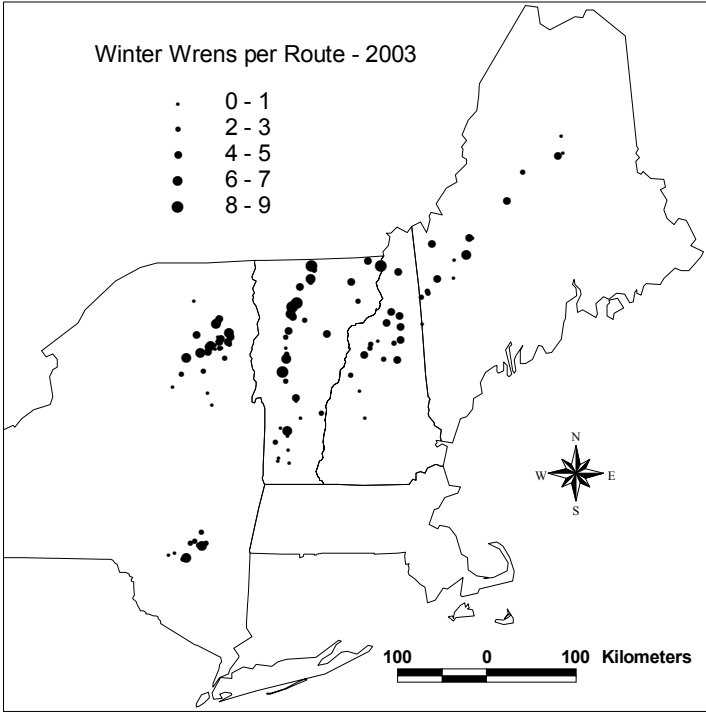 Winter Wrens per Route - 2003
0 - 1
2 - 3
4 - 5
6 - 7
8 - 9
N
W E
S
100 0 100 Kilometers